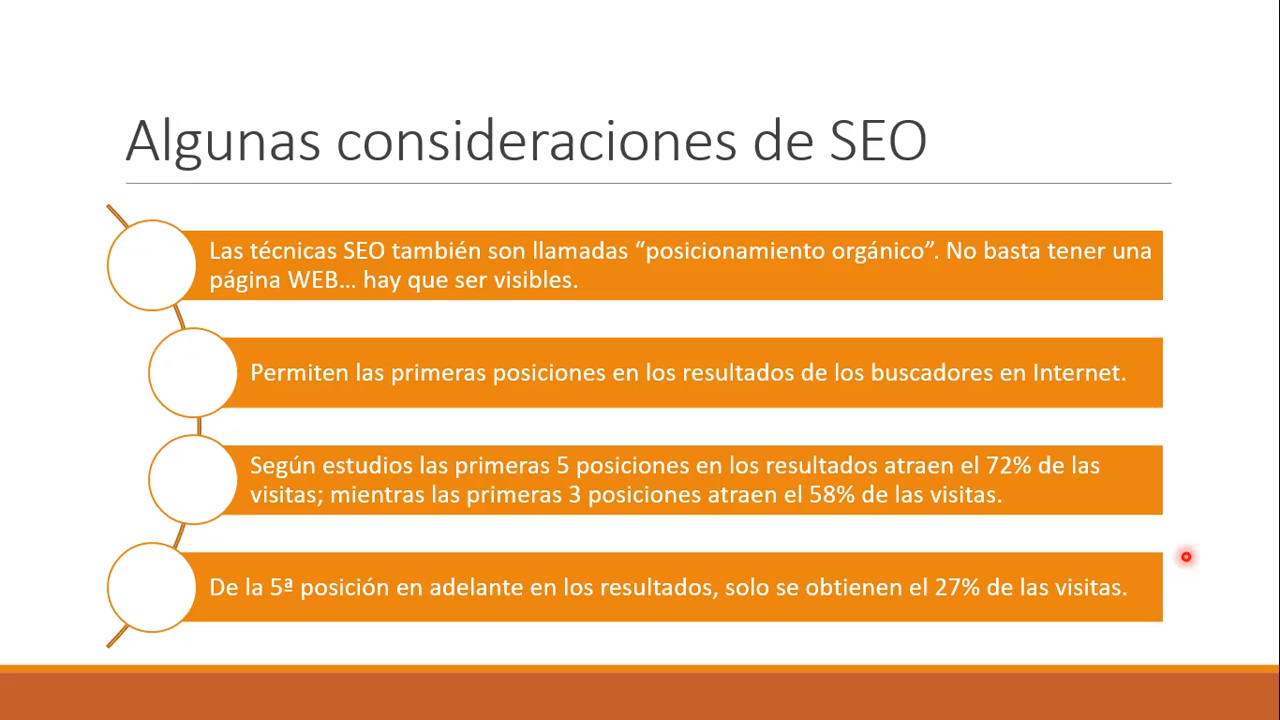 Algunas consideraciones de SEO
Las técnicas SEO también son llamadas “posicionamiento orgánico”. No basta tener una
página WEB… hay que ser visibles.
Permiten las primeras posiciones en los resultados de los buscadores en Internet.
Según estudios las primeras 5 posiciones en los resultados atraen el 72% de las
visitas; mientras las primeras 3 posiciones atraen el 58% de las visitas.
De la 5ª posición en adelante en los resultados, solo se obtienen el 27% de las visitas.